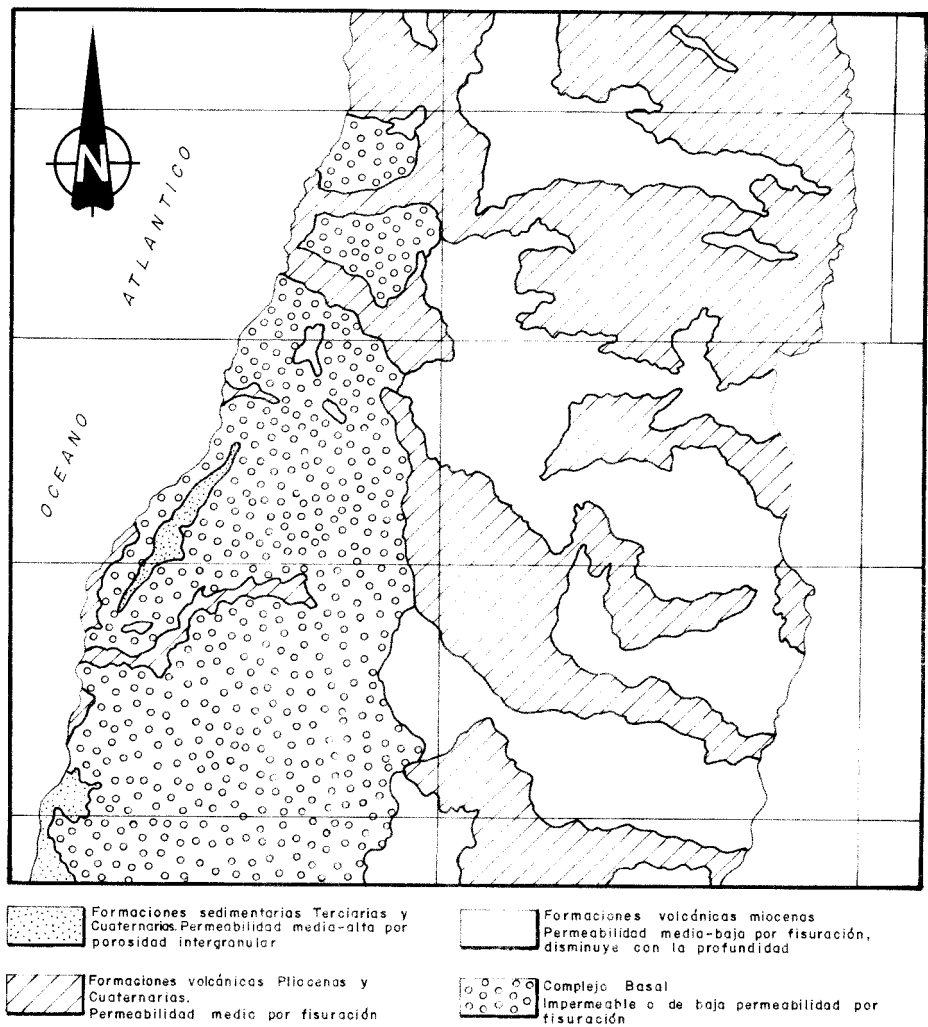 N
ATLANTICO
OCEANO
Formaciones sedimentarias Terciarias y
Cuaternarias. Permeabilidad media-alta por
porosidad intergranular
Formaciones volcánicas Pliocenas y
Cuaternarias.
Permeabilidad media por fisuración
Formaciones volcánicas miocenas
Permeabilidad media-baja por fisuración,
disminuye con la profundidad
Complejo Basal
Impermeable o de baja permeabilidad por
fisuración